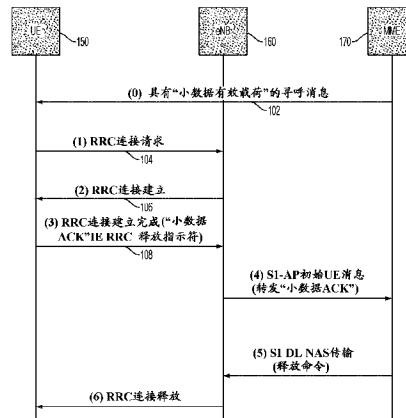 UE
150
eNB
160
170
MME
(0) 具有“小数据有效载荷”的寻呼消息
102
(1) RRC连接请求
104
(2) RRC连接建立
106
(3) RRC连接建立完成(“小数据
ACK”IE RRC 释放指示符)
108
(4) S1-AP初始UE消息
(转发“小数据ACK”)
(5) S1 DL NAS传输
(释放命令)
(6) RRC连接释放